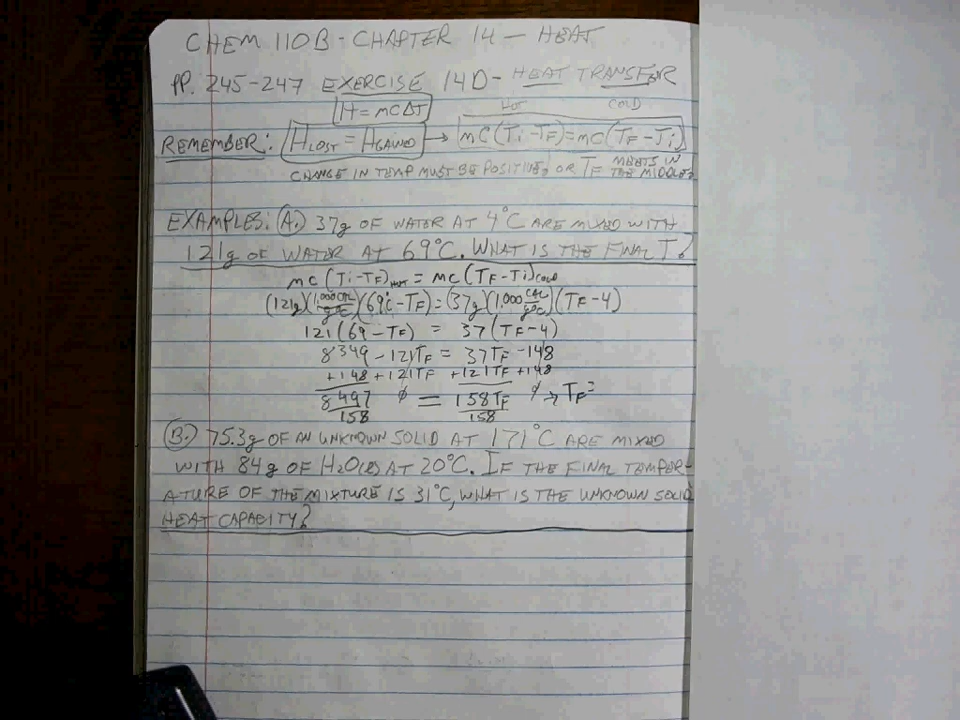 CHEM 110B - CHAPTER 14 - HEAT
PP. 245-247 EXERCISE 14D - HEAT TRANSFER
H = mCΔT HOT COLD
REMEMBER: HLOST = HGAINED → mC(Ti-TF) = mC(TF-Ti)
CHANGE IN TEMP MUST BE POSITIVE, OR TF MEETS IN THE MIDDLE
EXAMPLES: (A.) 37g OF WATER AT 4°C ARE MIXED WITH
121g OF WATER AT 69°C. WHAT IS THE FINAL T?
mC(Ti-TF)HOT = mC(TF-Ti)COLD
(121g)(1.000 CAL/g°C)(69°C-TF) = (37g)(1.000 CAL/g°C)(TF-4)
121(69-TF) = 37(TF-4)
8349 - 121TF = 37TF - 148
+148 + 121TF +121TF +148
8497 ∅ = 158TF ∅ → TF=
158 158
(B.) 75.3g OF AN UNKNOWN SOLID AT 171°C ARE MIXED
WITH 84g OF H2O(l) AT 20°C. IF THE FINAL TEMPER-
ATURE OF THE MIXTURE IS 31°C, WHAT IS THE UNKNOWN SOLID
HEAT CAPACITY?